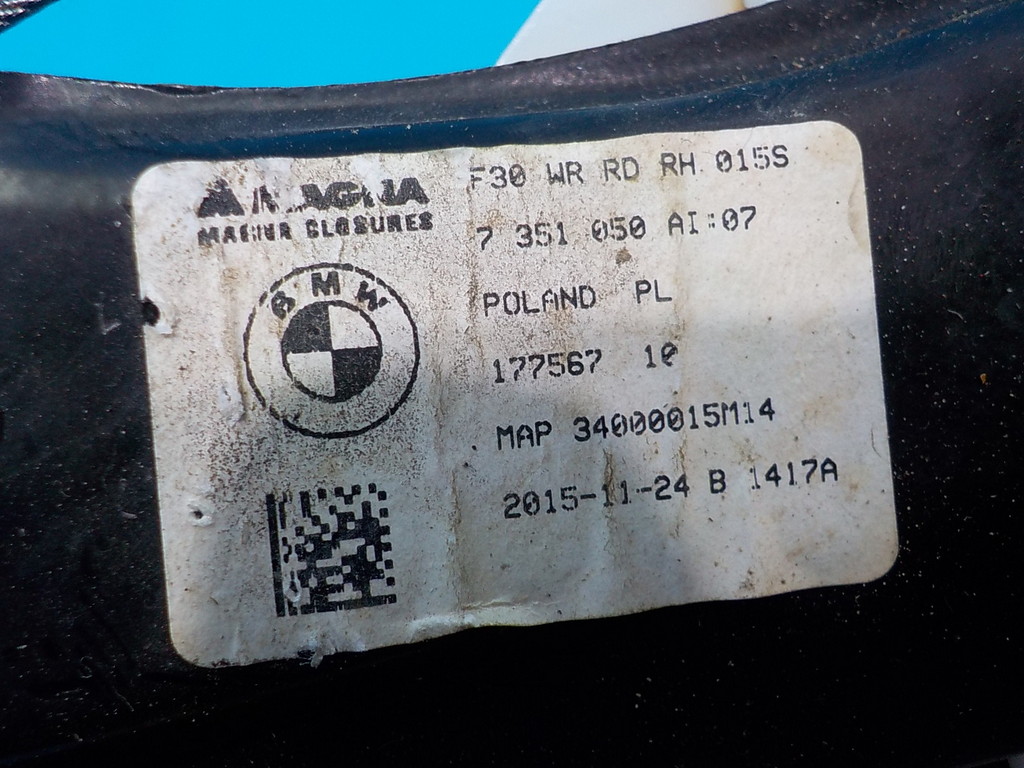 MAGNA
MAGNA CLOSURES
BMW
F30 WR RD RH 015S
7 351 050 AI:07
POLAND PL
177567 10
MAP 34000015M14
2015-11-24 B 1417A